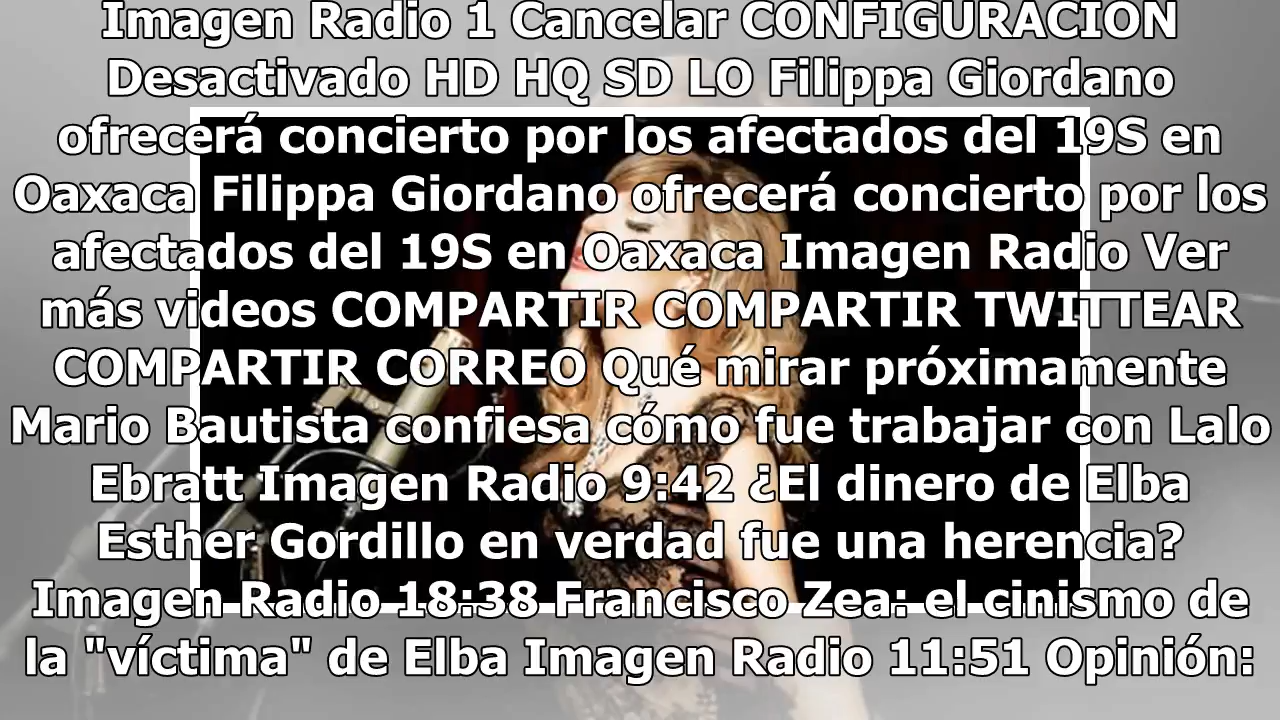 Imagen Radio 1 Cancelar CONFIGURACIÓN
Desactivado HD HQ SD LO Filippa Giordano
ofrecerá concierto por los afectados del 19S en
Oaxaca Filippa Giordano ofrecerá concierto por los
afectados del 19S en Oaxaca Imagen Radio Ver
más videos COMPARTIR COMPARTIR TWITTEAR
COMPARTIR CORREO Qué mirar próximamente
Mario Bautista confiesa cómo fue trabajar con Lalo
Ebratt Imagen Radio 9:42 ¿El dinero de Elba
Esther Gordillo en verdad fue una herencia?
Imagen Radio 18:38 Francisco Zea: el cinismo de
la "víctima" de Elba Imagen Radio 11:51 Opinión: